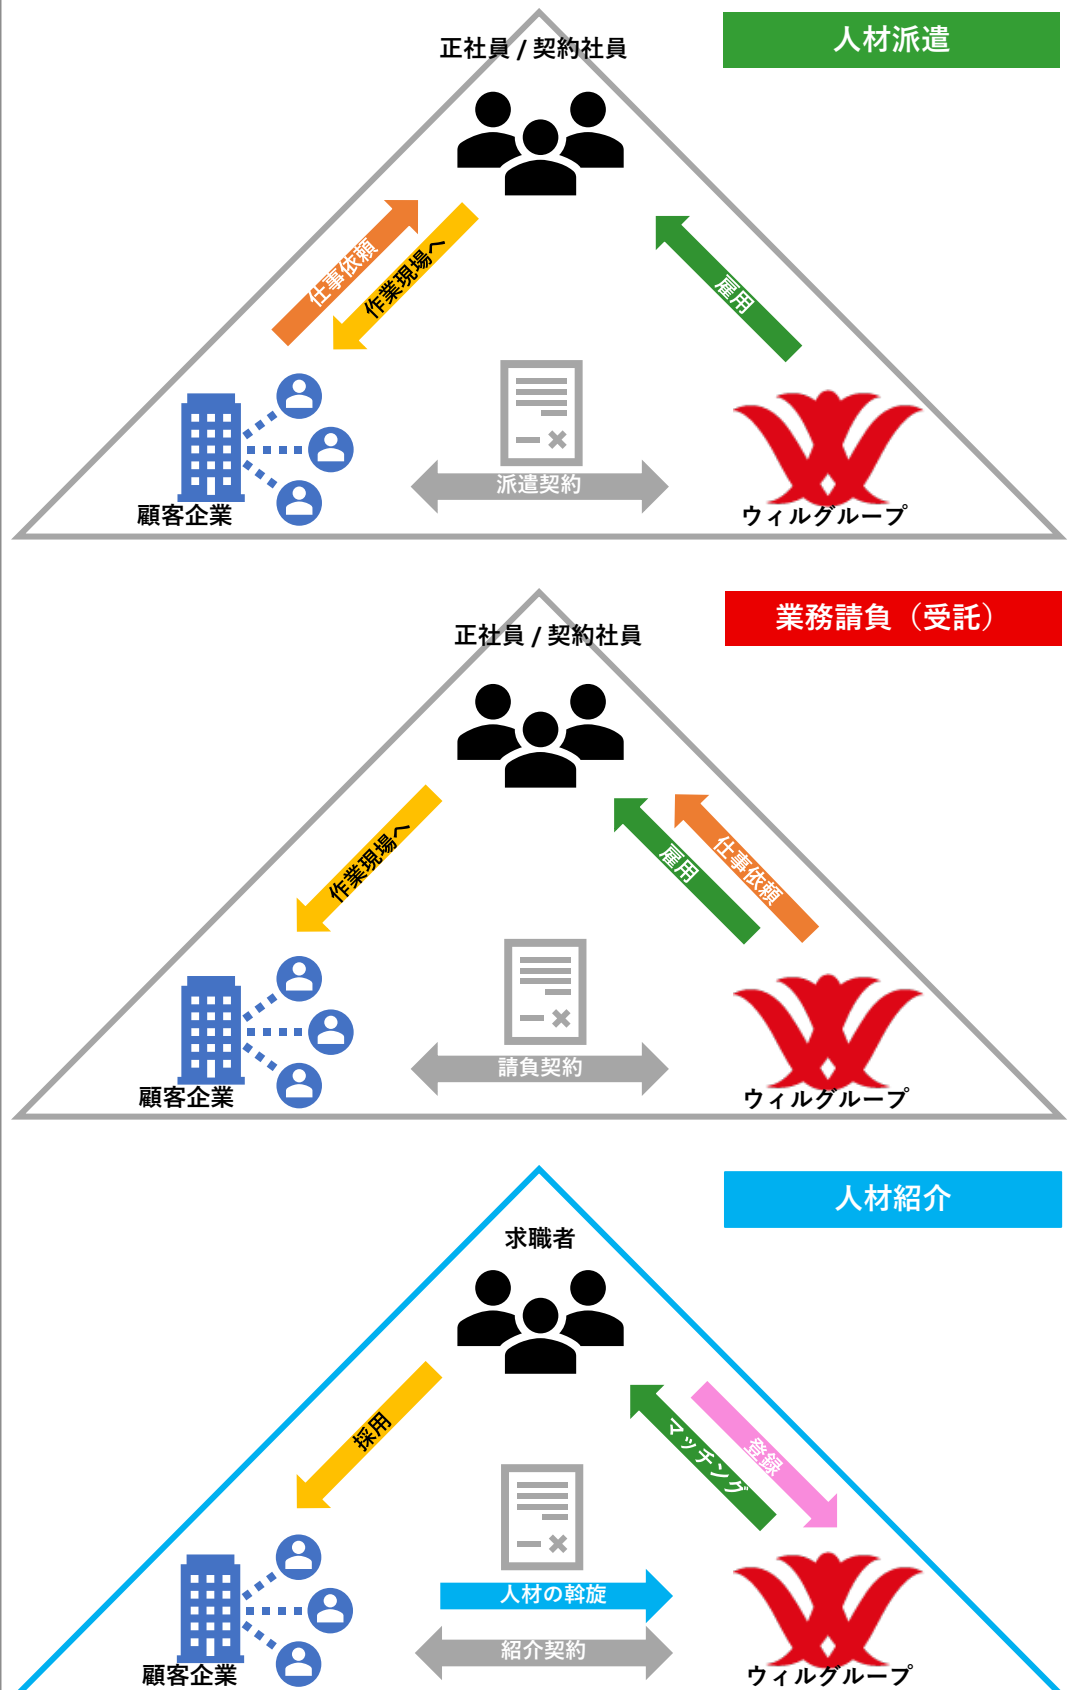 人材派遣
正社員 / 契約社員
仕事依頼
作業現場へ
雇用
派遣契約
顧客企業
ウィルグループ
業務請負（受託）
正社員 / 契約社員
作業現場へ
雇用
仕事依頼
請負契約
顧客企業
ウィルグループ
人材紹介
求職者
採用
マッチング
登録
人材の斡旋
紹介契約
顧客企業
ウィルグループ